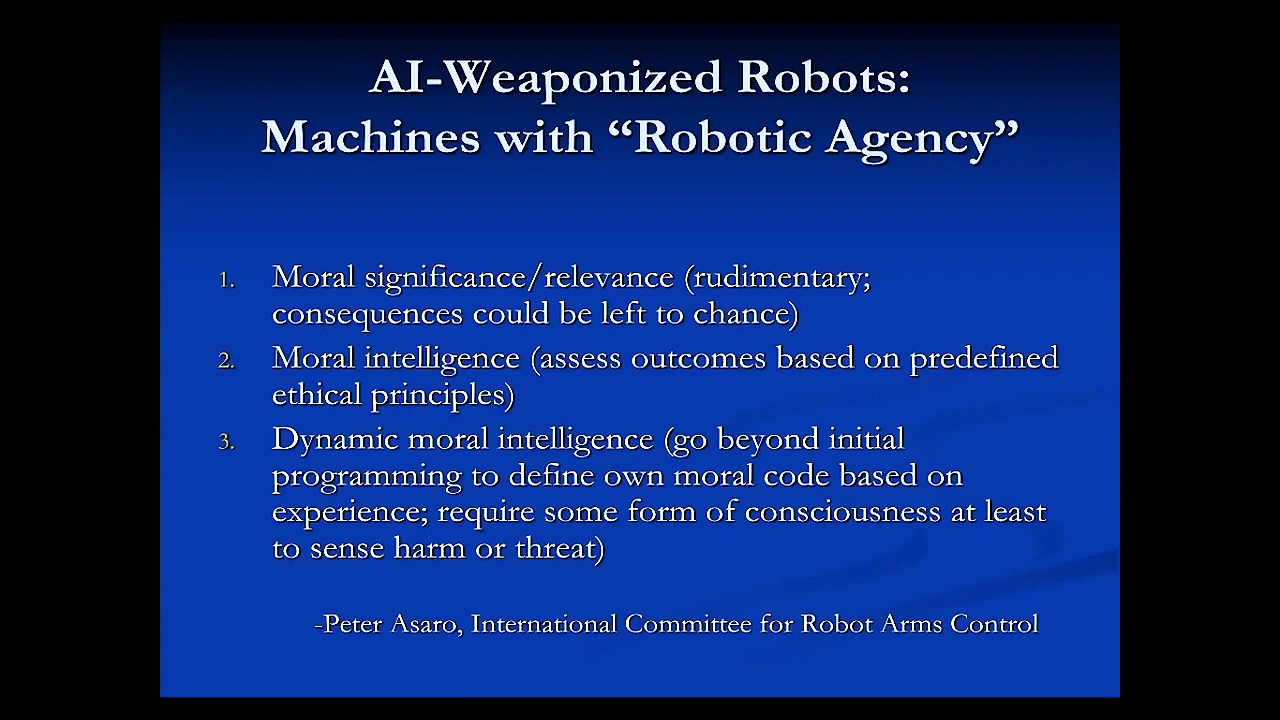 AI-Weaponized Robots:
Machines with “Robotic Agency”
1. Moral significance/relevance (rudimentary;
consequences could be left to chance)
2. Moral intelligence (assess outcomes based on predefined
ethical principles)
3. Dynamic moral intelligence (go beyond initial
programming to define own moral code based on
experience; require some form of consciousness at least
to sense harm or threat)
-Peter Asaro, International Committee for Robot Arms Control